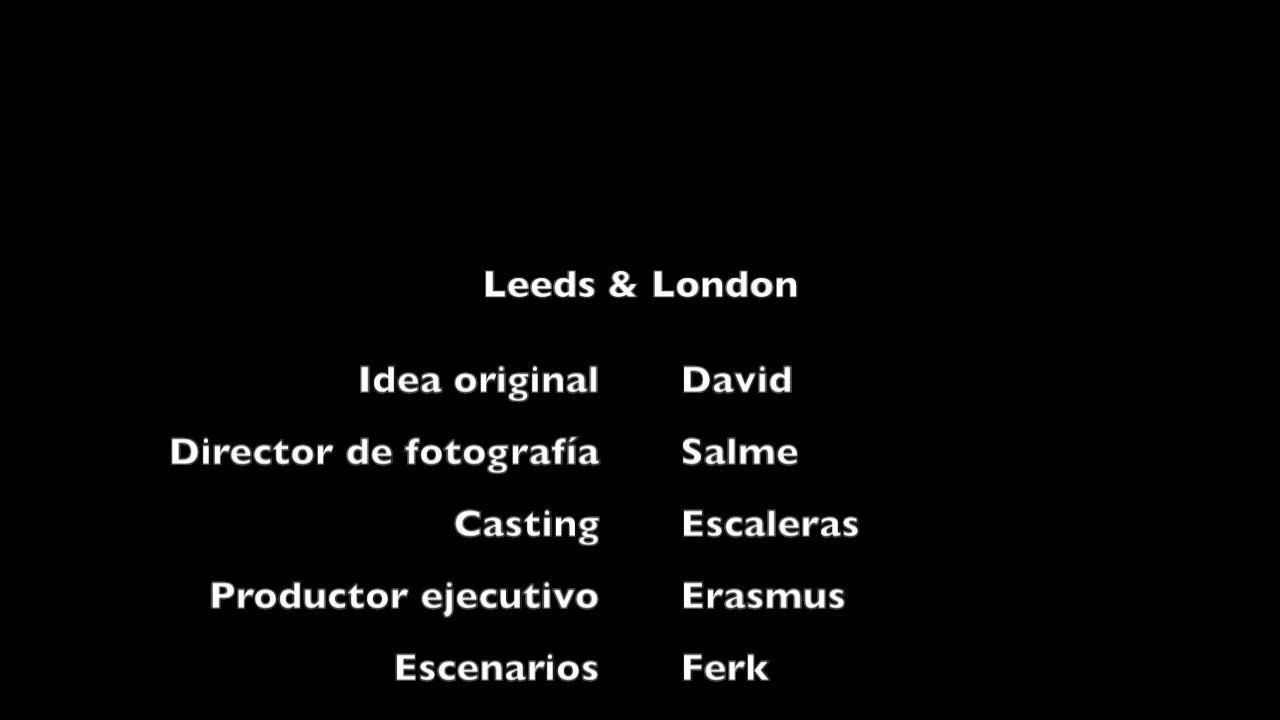 Leeds & London
Idea original David
Director de fotografía Salme
Casting Escaleras
Productor ejecutivo Erasmus
Escenarios Ferk